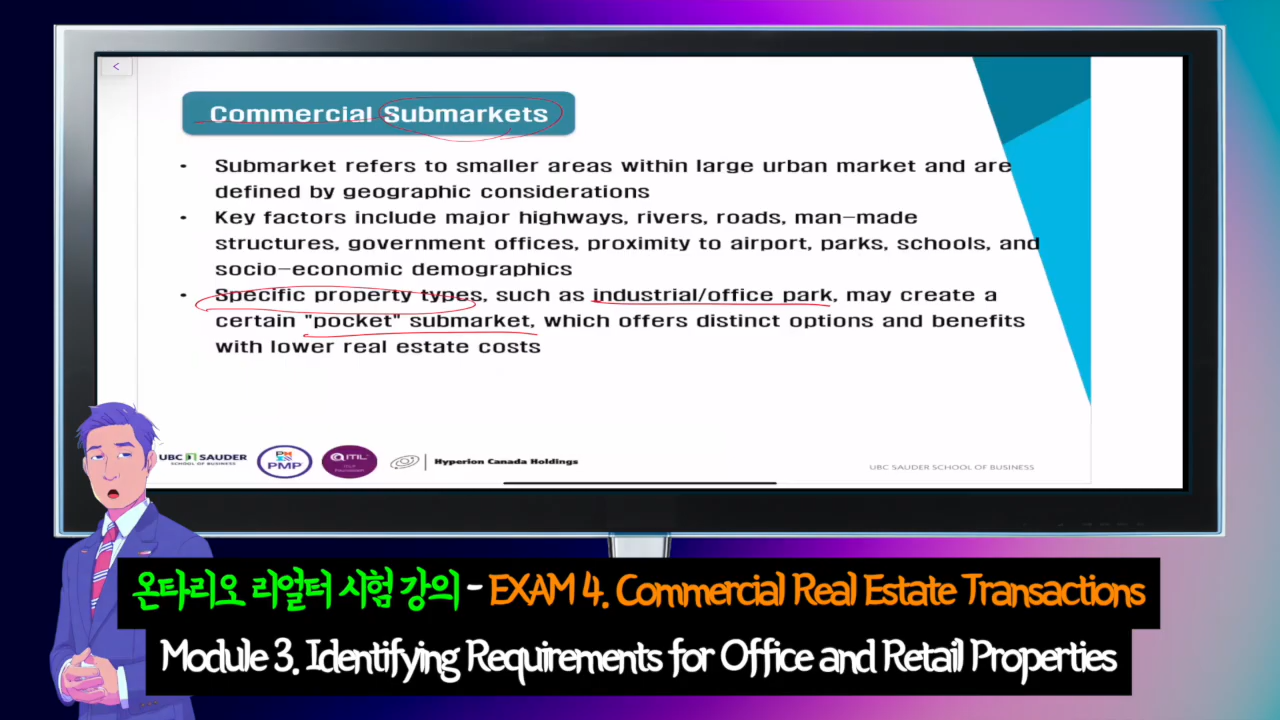 <
Commercial Submarkets
• Submarket refers to smaller areas within large urban market and are
defined by geographic considerations
• Key factors include major highways, rivers, roads, man-made
structures, government offices, proximity to airport, parks, schools, and
socio-economic demographics
• Specific property types, such as industrial/office park, may create a
certain "pocket" submarket, which offers distinct options and benefits
with lower real estate costs
UBC SAUDER
SCHOOL OF BUSINESS
PMP
ITIL
Hyperion Canada Holdings
UBC SAUDER SCHOOL OF BUSINESS
온타리오 리얼터 시험 강의 - EXAM 4. Commercial Real Estate Transactions
Module 3. Identifying Requirements for Office and Retail Properties